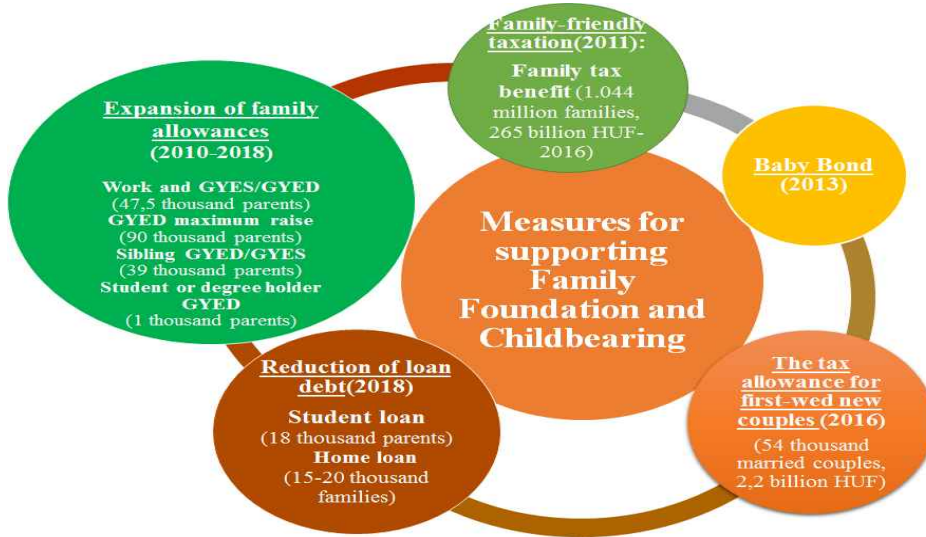 Family-friendly
taxation(2011):
Family tax
benefit (1.044
million families,
265 billion HUF-
2016)
Expansion of family
allowances
(2010-2018)
Work and GYES/GYED
(47,5 thousand parents)
GYED maximum raise
(90 thousand parents)
Sibling GYED/GYES
(39 thousand parents)
Student or degree holder
GYED
(1 thousand parents)
Baby Bond
(2013)
Measures for
supporting
Family
Foundation and
Childbearing
Reduction of loan
debt(2018)
Student loan
(18 thousand parents)
Home loan
(15-20 thousand
families)
The tax
allowance for
first-wed new
couples (2016)
(54 thousand
married couples,
2,2 billion HUF)